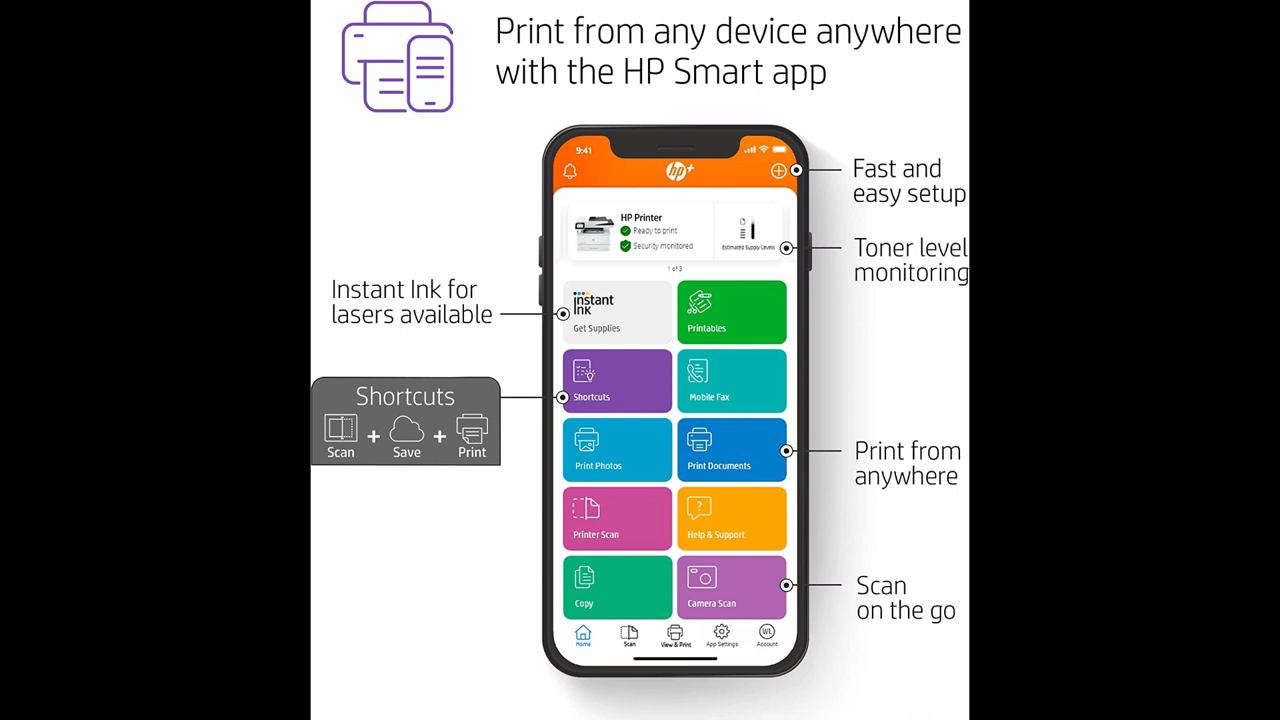 Print from any device anywhere
with the HP Smart app
9:41
hp+
Fast and
easy setup
HP Printer
Ready to print
Security monitored
Estimated Supply Levels
Toner level
monitoring
1 of 3
Instant Ink for
lasers available
instant
ink
Get Supplies
Printables
Shortcuts
Scan
+
Save
+
Print
Shortcuts
Mobile Fax
Print Photos
Print Documents
Print from
anywhere
Printer Scan
?
Help & Support
Copy
Camera Scan
Scan
on the go
Home
Scan
View & Print
App Settings
WL
Account